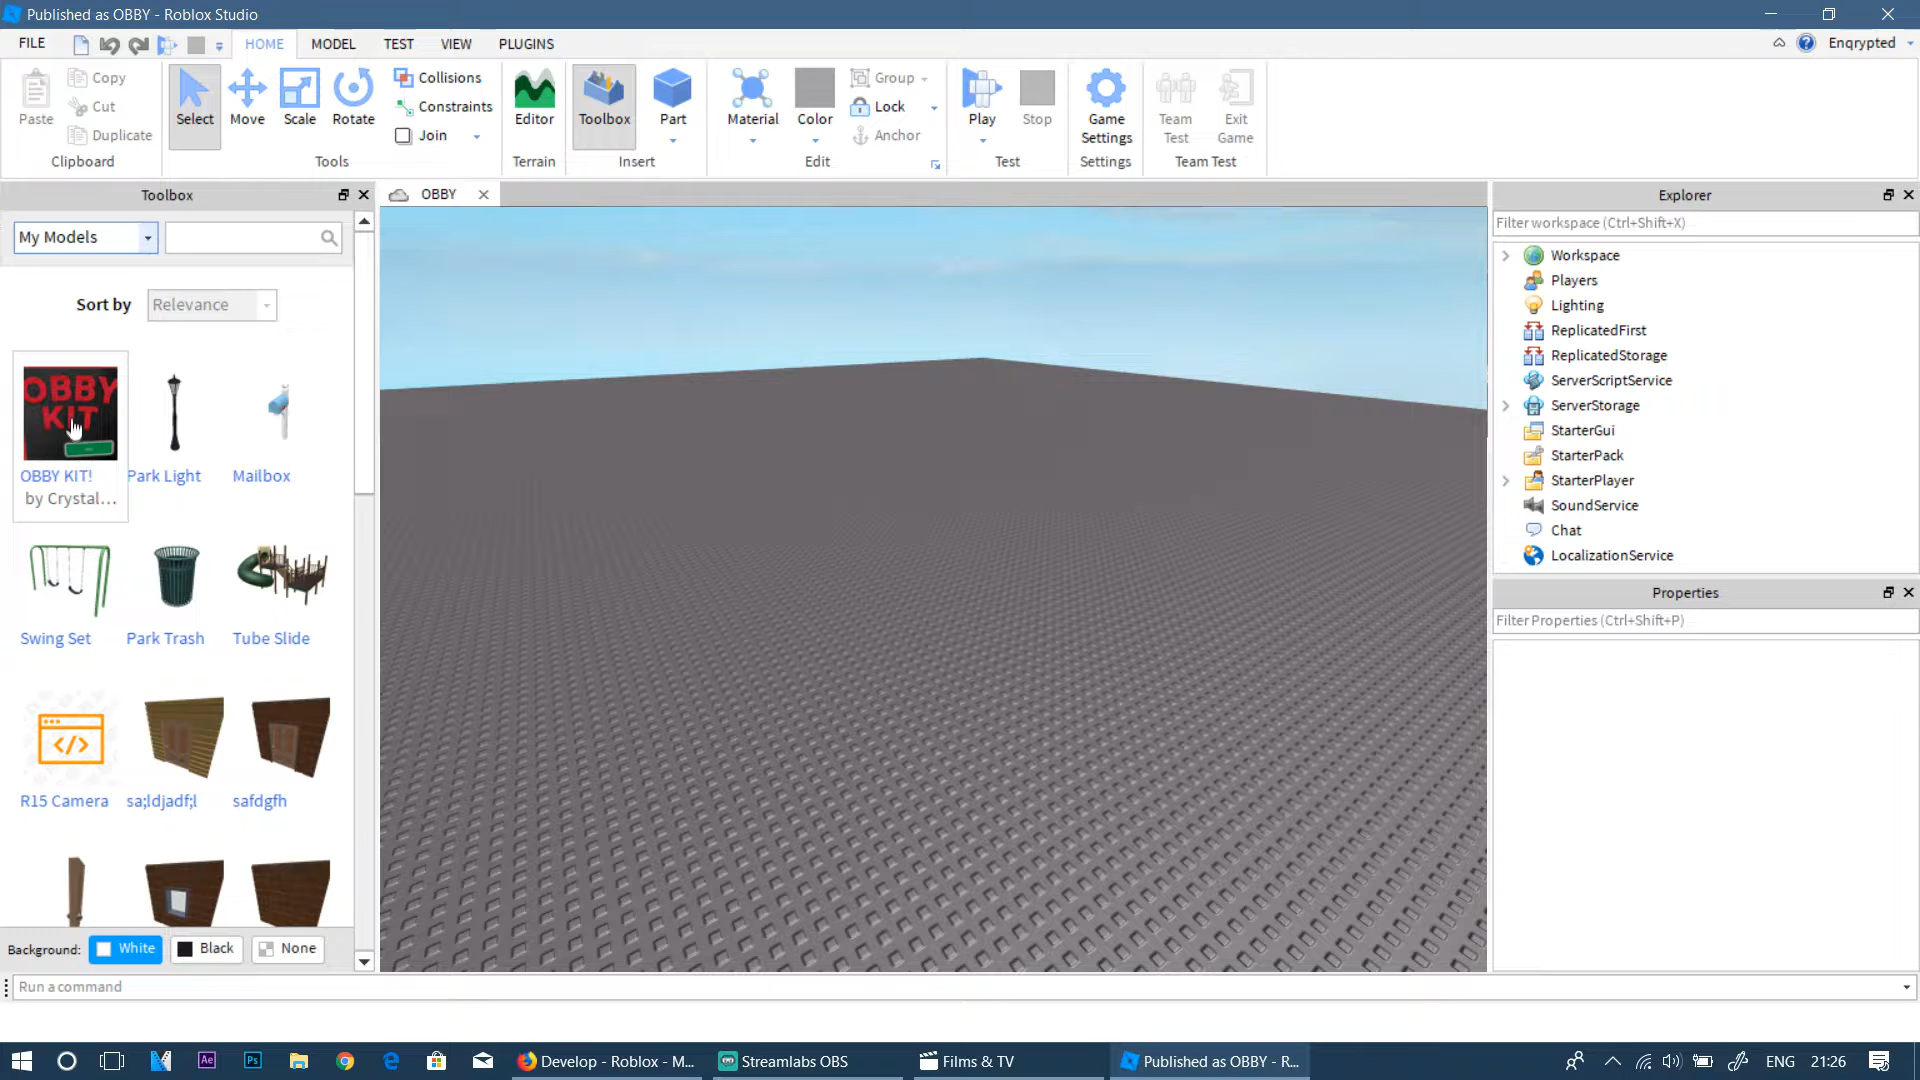 Published as OBBY - Roblox Studio
FILE HOME MODEL TEST VIEW PLUGINS Enqrypted
Paste
Copy
Cut
Duplicate
Clipboard
Select Move Scale Rotate
Collisions
Constraints
Join
Tools
Editor
Terrain
Toolbox Part
Insert
Material Color
Group
Lock
Anchor
Edit
Play Stop
Test
Game Settings
Settings
Team Test Exit Game
Team Test
Toolbox
OBBY
Explorer
My Models
Filter workspace (Ctrl+Shift+X)
Sort by Relevance
OBBY KIT
OBBY KIT! Park Light Mailbox
by Crystal...
Swing Set Park Trash Tube Slide
R15 Camera sa;ldjadf;l safdgfh
Background: White Black None
Workspace
Players
Lighting
ReplicatedFirst
ReplicatedStorage
ServerScriptService
ServerStorage
StarterGui
StarterPack
StarterPlayer
SoundService
Chat
LocalizationService
Properties
Filter Properties (Ctrl+Shift+P)
Run a command
Ae Ps Develop - Roblox - M... Streamlabs OBS Films & TV Published as OBBY - R... ENG 21:26